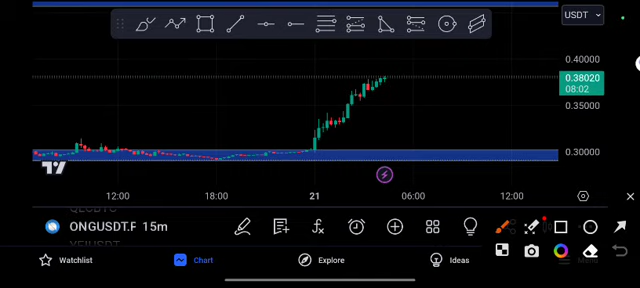 USDT
0.40000
0.38020
08:02
0.35000
0.30000
12:00 18:00 21 06:00 12:00
ONGUSDT.P 15m
Watchlist Chart Explore Ideas